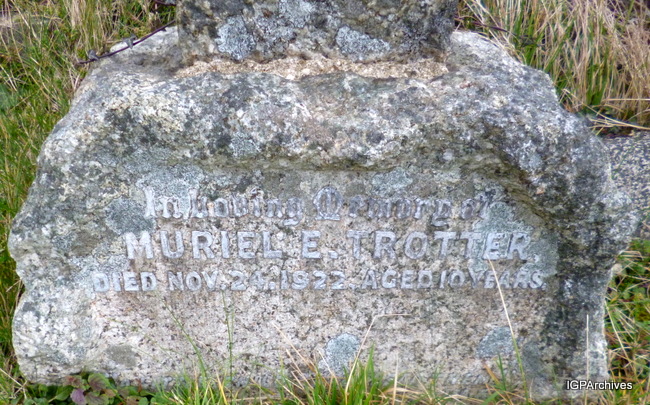 In Loving Memory of
MURIEL E. TROTTER
DIED NOV. 24, 1922 AGED 10 YEARS.
IGPArchives